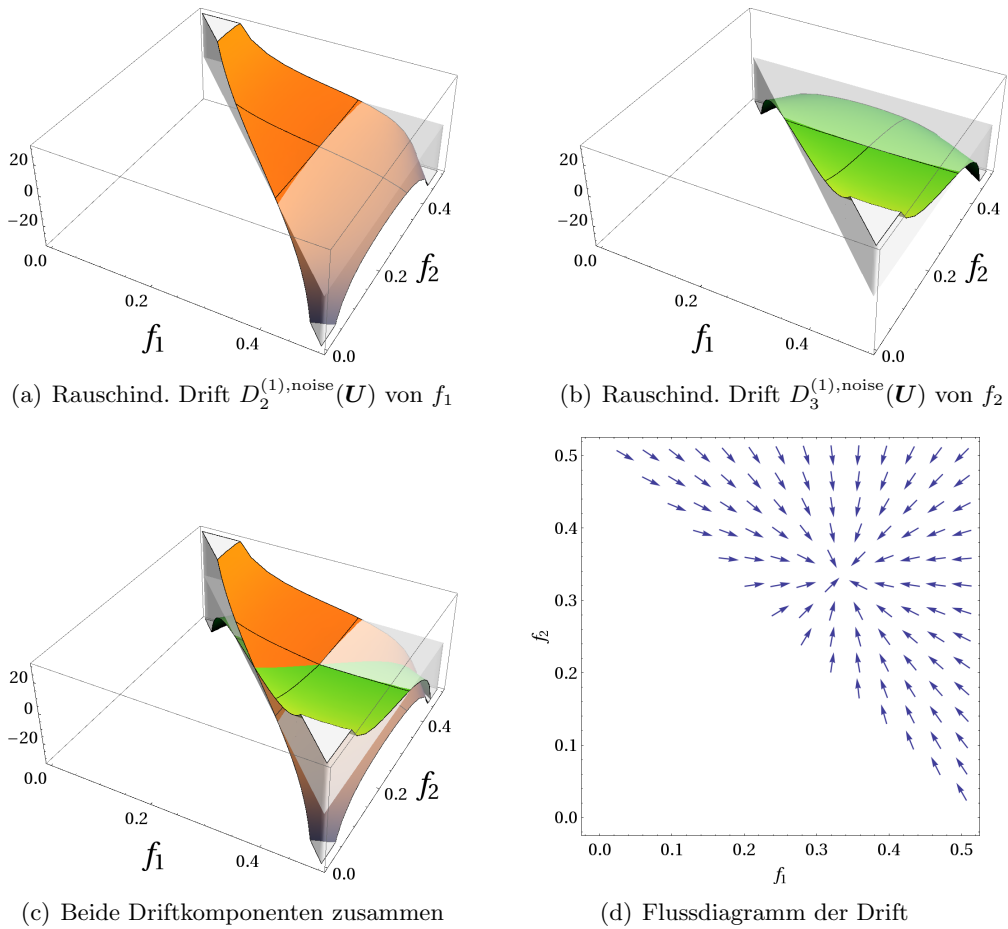 20
0
−20
0.0
0.2
0.4
f₁
0.0
0.2
0.4
f₂
(a) Rauschind. Drift D₂^{(1),noise}(U) von f₁
20
0
−20
0.0
0.2
0.4
f₁
0.0
0.2
0.4
f₂
(b) Rauschind. Drift D₃^{(1),noise}(U) von f₂
20
0
−20
0.0
0.2
0.4
f₁
0.0
0.2
0.4
f₂
(c) Beide Driftkomponenten zusammen
0.5
0.4
0.3
0.2
0.1
0.0
f₂
0.0 0.1 0.2 0.3 0.4 0.5
f₁
(d) Flussdiagramm der Drift